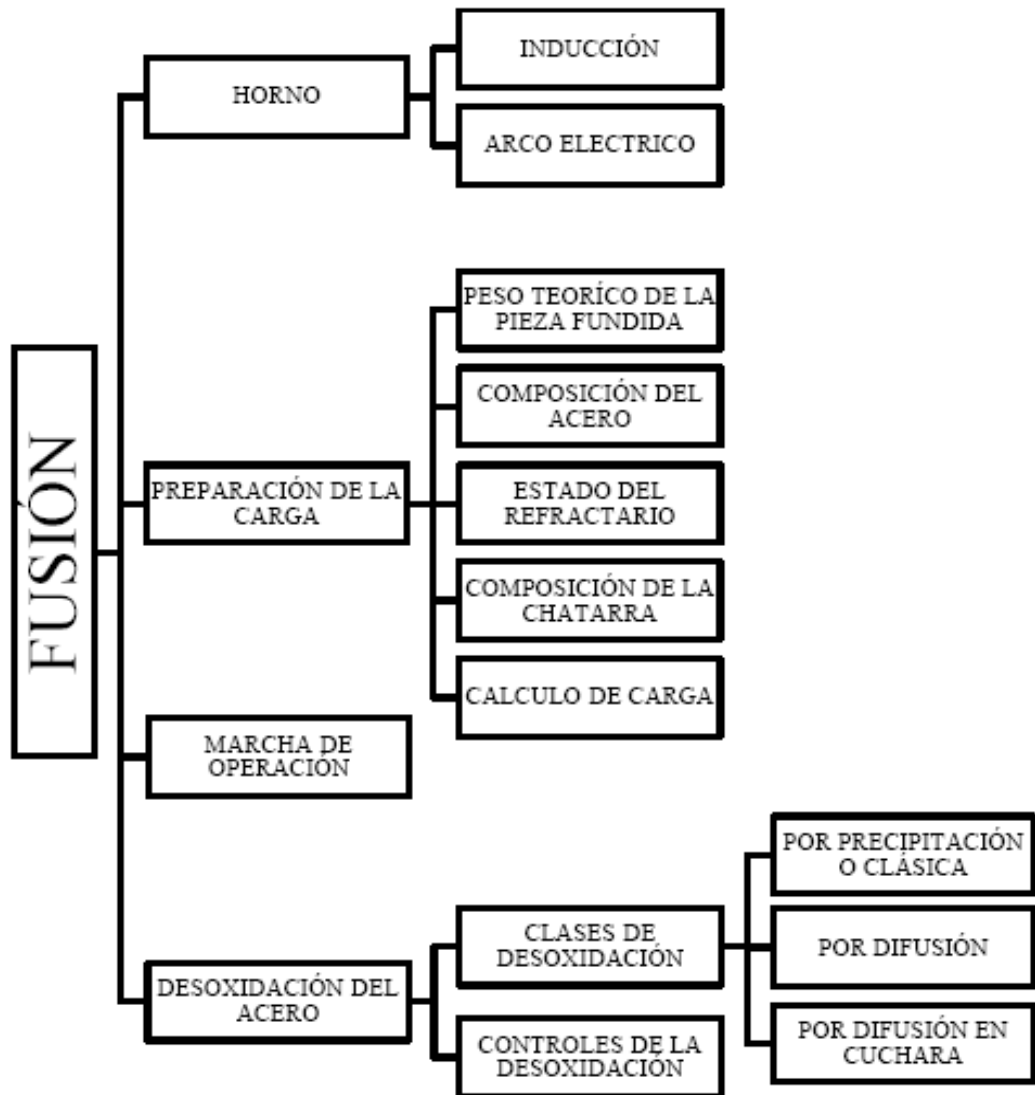 FUSIÓN
HORNO
INDUCCIÓN
ARCO ELECTRICO
PREPARACIÓN DE LA
CARGA
PESO TEORÍCO DE LA
PIEZA FUNDIDA
COMPOSICIÓN DEL
ACERO
ESTADO DEL
REFRACTARIO
COMPOSICIÓN DE LA
CHATARRA
CALCULO DE CARGA
MARCHA DE
OPERACIÓN
DESOXIDACIÓN DEL
ACERO
CLASES DE
DESOXIDACIÓN
POR PRECIPITACIÓN
O CLÁSICA
POR DIFUSIÓN
POR DIFUSIÓN EN
CUCHARA
CONTROLES DE LA
DESOXIDACIÓN